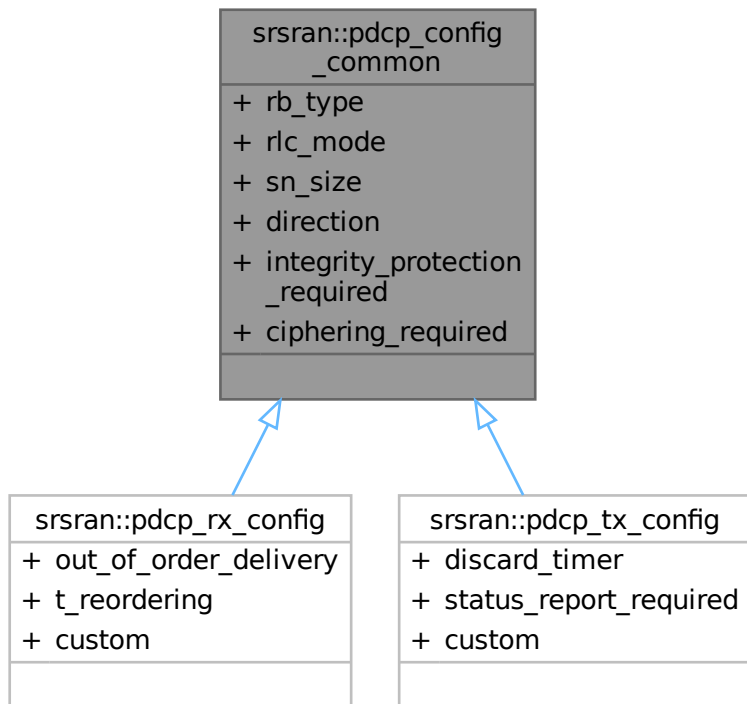 srsran::pdcp_config
_common
+ rb_type
+ rlc_mode
+ sn_size
+ direction
+ integrity_protection
_required
+ ciphering_required
srsran::pdcp_rx_config
+ out_of_order_delivery
+ t_reordering
+ custom
srsran::pdcp_tx_config
+ discard_timer
+ status_report_required
+ custom